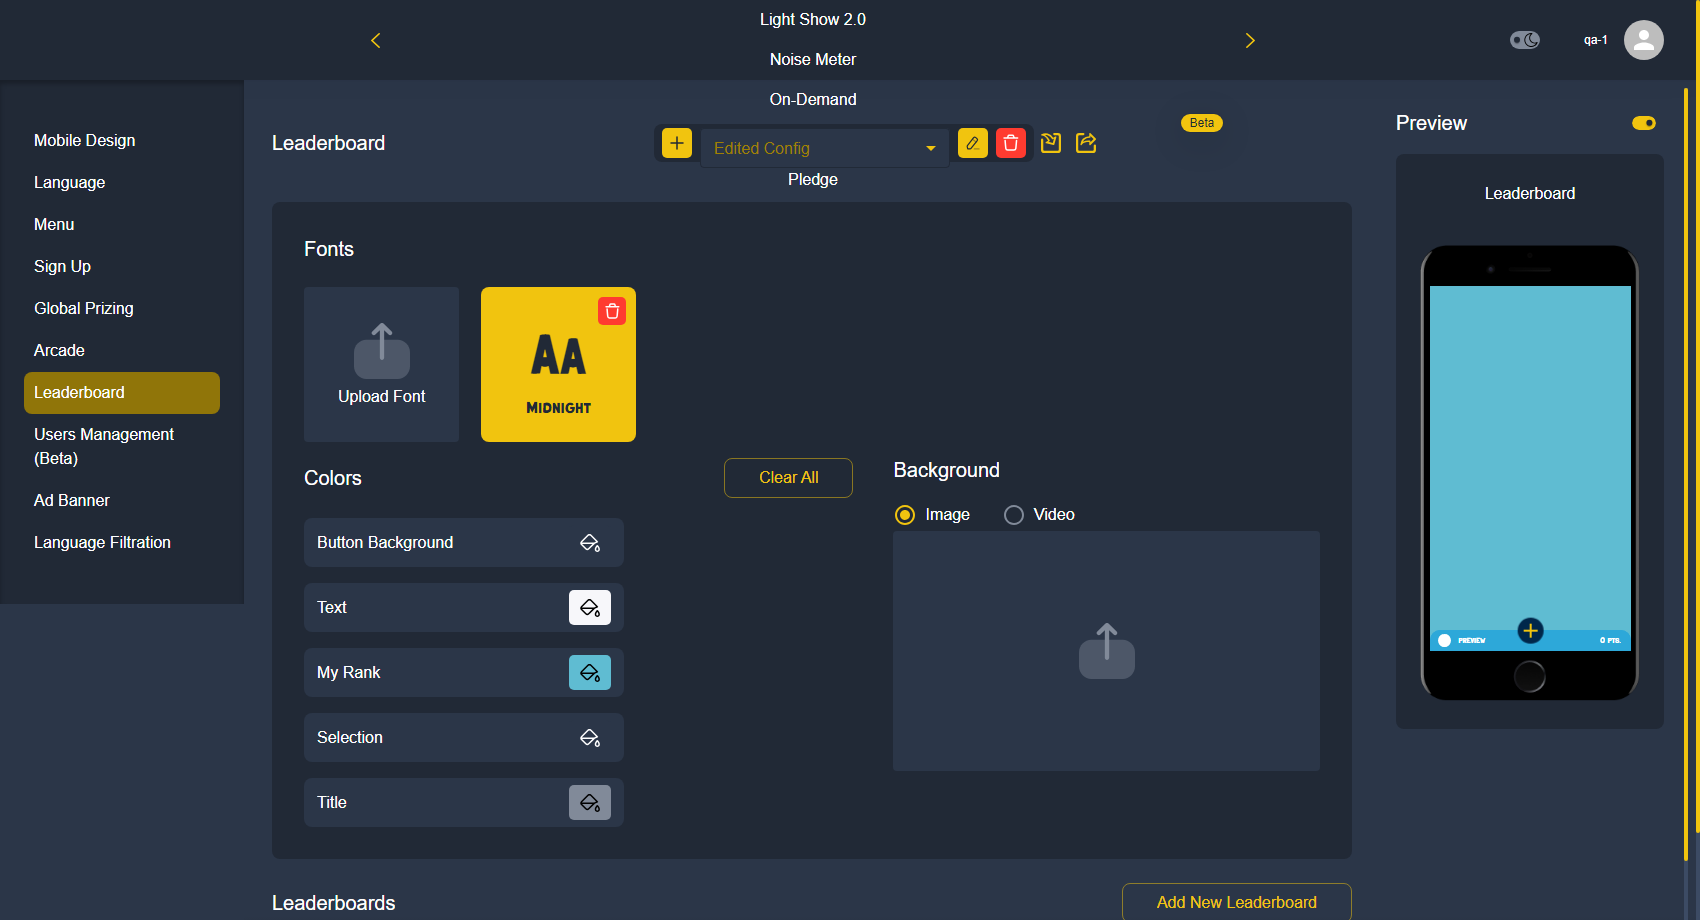 Light Show 2.0
Noise Meter
On-Demand
Pledge
qa-1
Mobile Design
Language
Menu
Sign Up
Global Prizing
Arcade
Leaderboard
Users Management
(Beta)
Ad Banner
Language Filtration
Leaderboard
Edited Config
Beta
Fonts
Upload Font
AA
MIDNIGHT
Colors
Clear All
Button Background
Text
My Rank
Selection
Title
Background
Image
Video
Leaderboards
Add New Leaderboard
Preview
Leaderboard
PREVIEW
0 PTS.